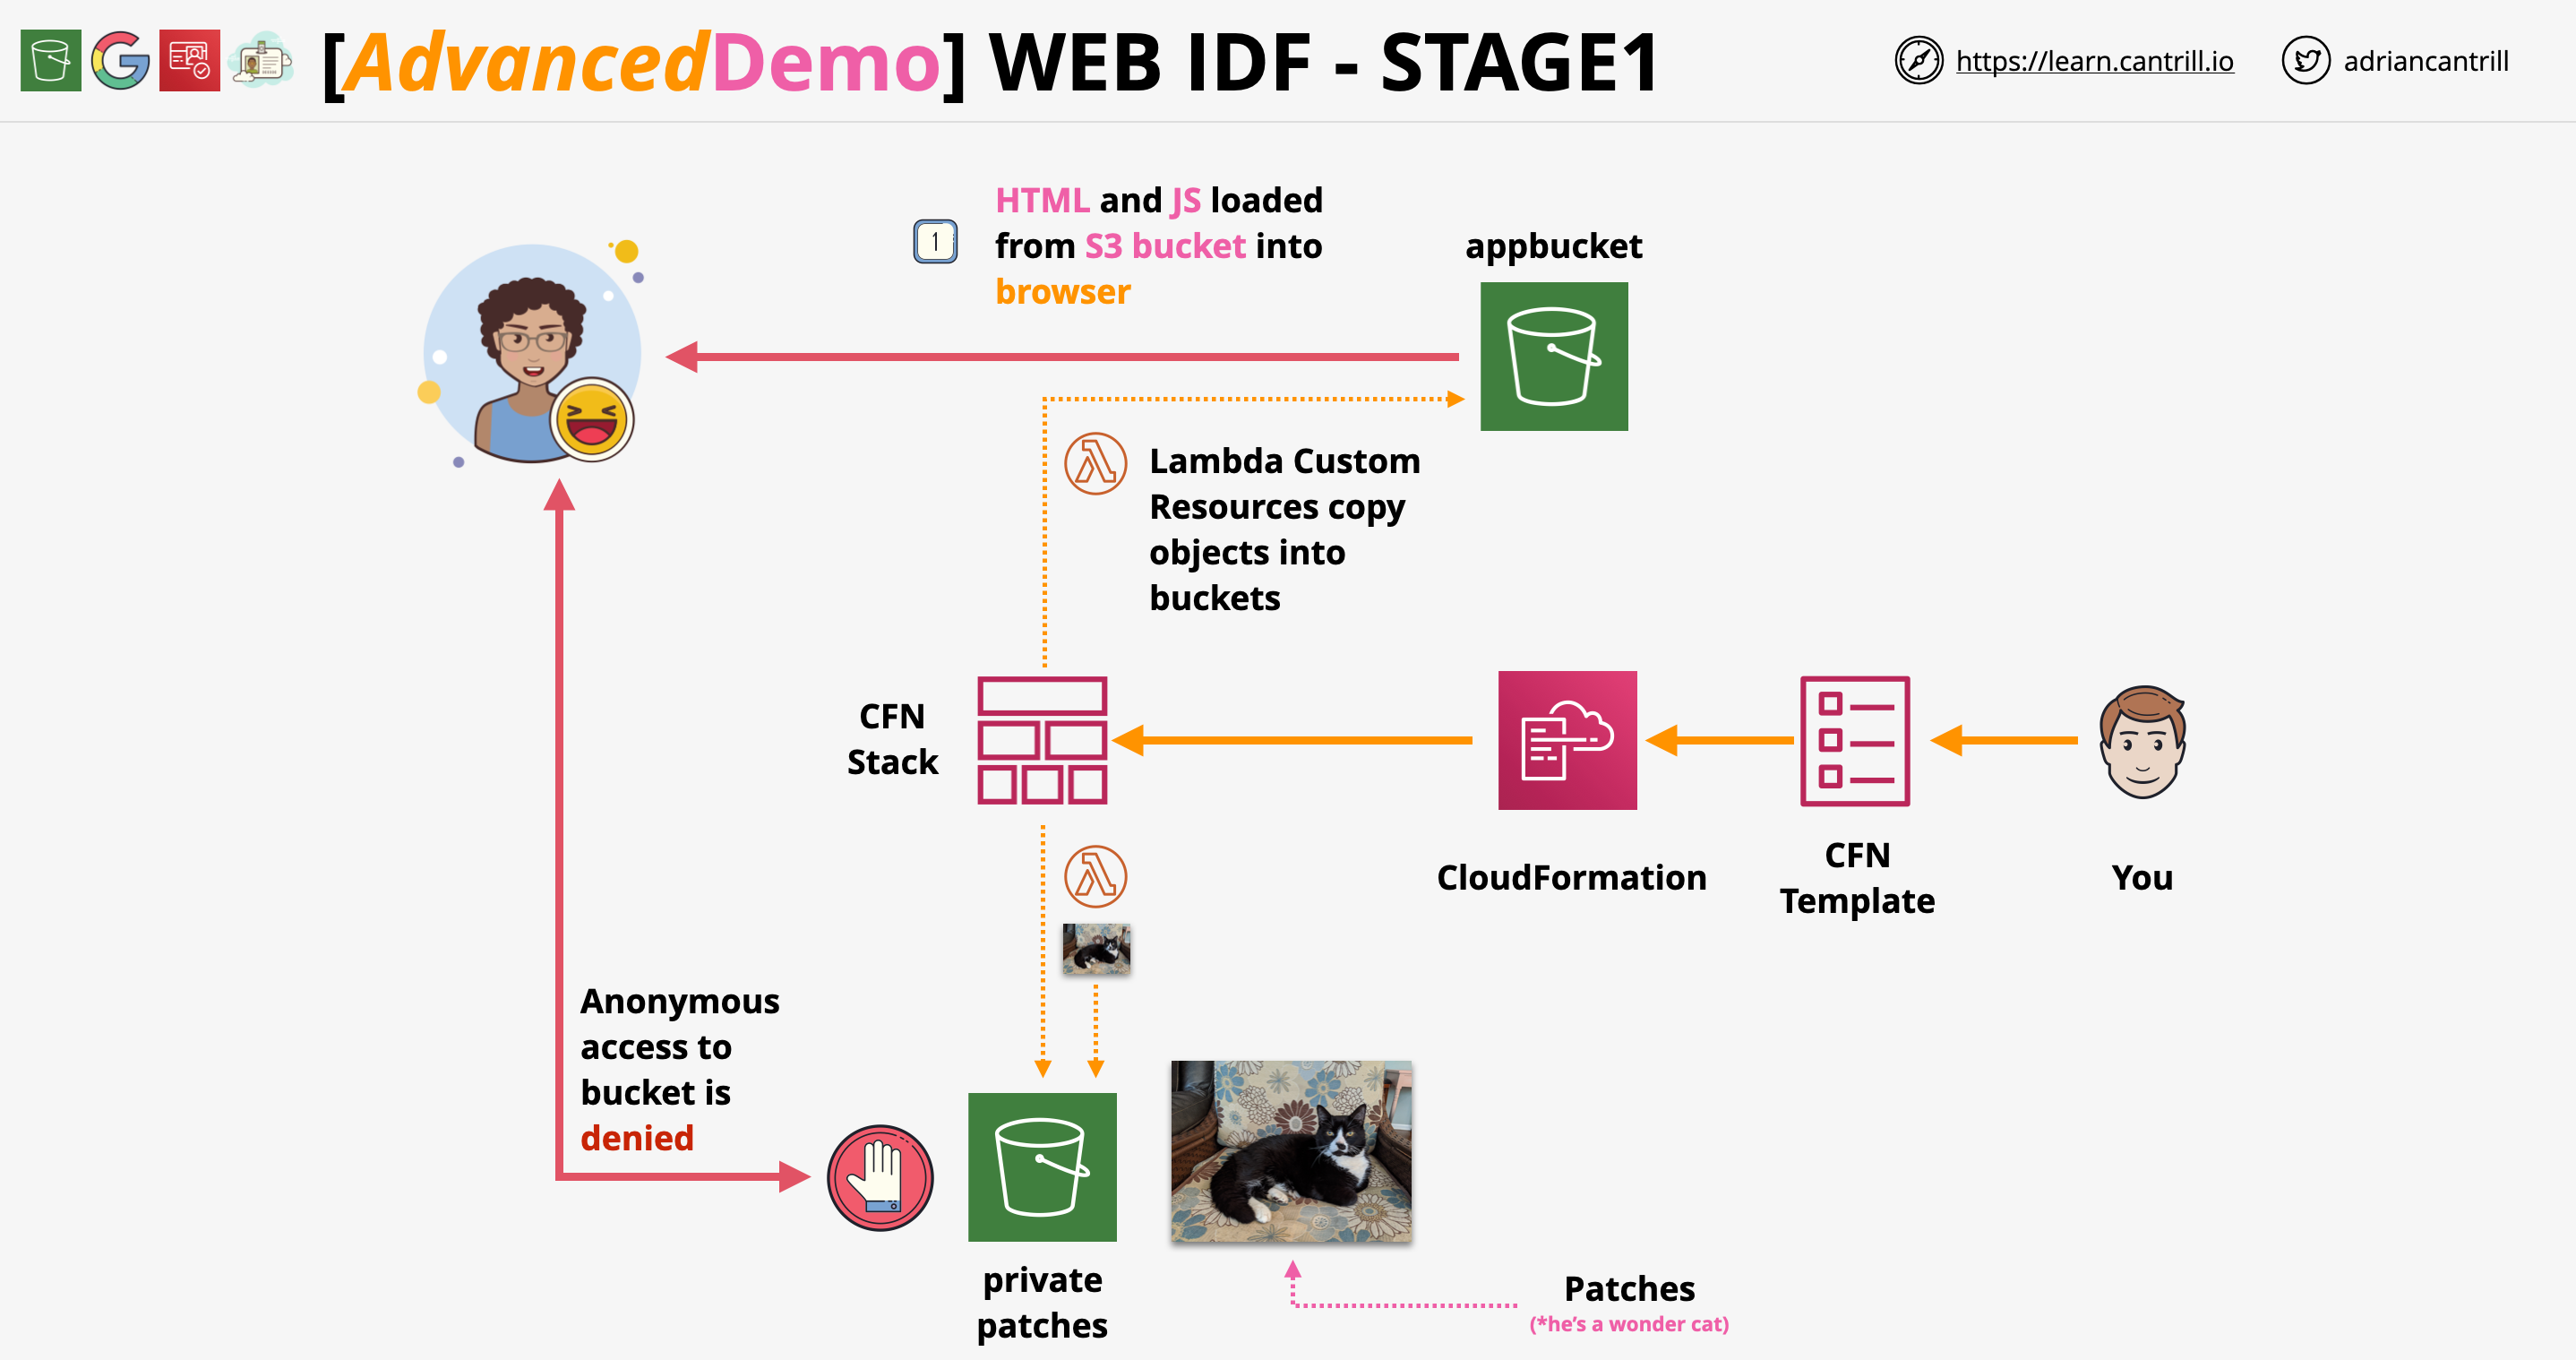 [AdvancedDemo] WEB IDF - STAGE1
https://learn.cantrill.io
adriancantrill
1
HTML and JS loaded
from S3 bucket into
browser
appbucket
Lambda Custom
Resources copy
objects into
buckets
CFN
Stack
CloudFormation
CFN
Template
You
Anonymous
access to
bucket is
denied
private
patches
Patches
(*he's a wonder cat)